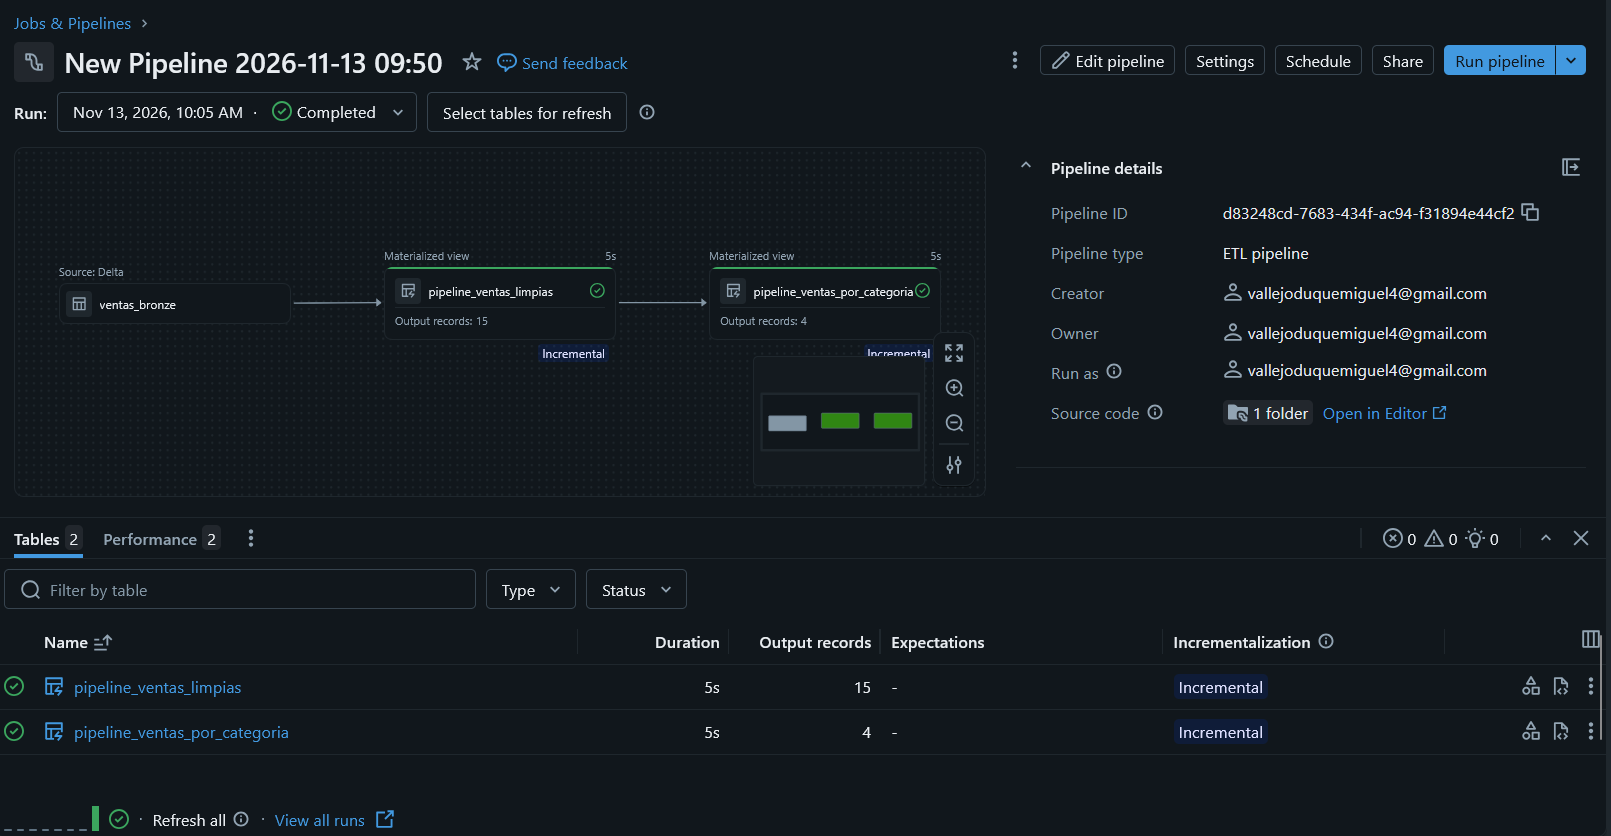 Jobs & Pipelines
New Pipeline 2026-11-13 09:50
Send feedback
Edit pipeline
Settings
Schedule
Share
Run pipeline
Run:
Nov 13, 2026, 10:05 AM · Completed
Select tables for refresh
Source: Delta
ventas_bronze
Materialized view 5s
pipeline_ventas_limpias
Output records: 15
Incremental
Materialized view 5s
pipeline_ventas_por_categoria
Output records: 4
Incremental
Pipeline details
Pipeline ID d83248cd-7683-434f-ac94-f31894e44cf2
Pipeline type ETL pipeline
Creator vallejoduquemiguel4@gmail.com
Owner vallejoduquemiguel4@gmail.com
Run as vallejoduquemiguel4@gmail.com
Source code 1 folder Open in Editor
Tables 2 Performance 2
0 0 0
Filter by table
Type
Status
Name Duration Output records Expectations Incrementalization
pipeline_ventas_limpias 5s 15 - Incremental
pipeline_ventas_por_categoria 5s 4 - Incremental
· Refresh all · View all runs